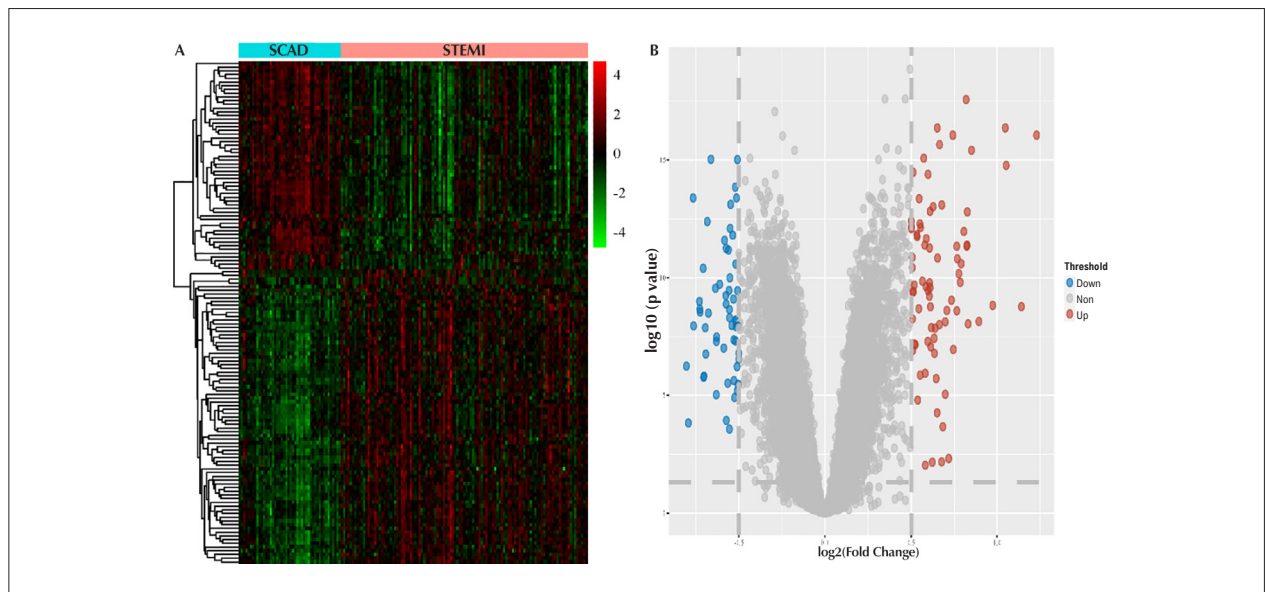 A
SCAD
STEMI
4
2
0
-2
-4
B
15
10
5
log10 (p value)
log2(Fold Change)
Threshold
Down
Non
Up